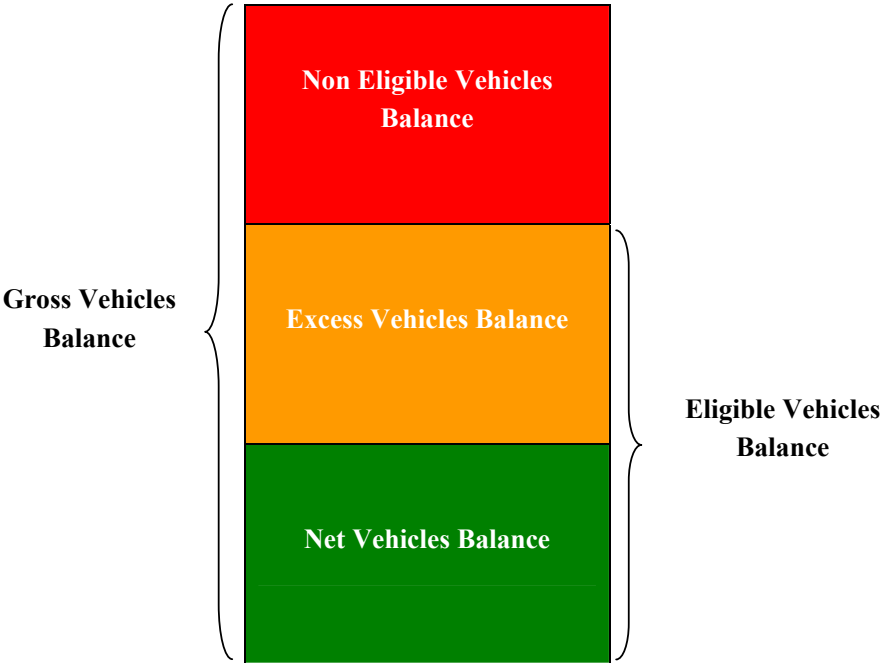 Non Eligible Vehicles
Balance
Gross Vehicles
Balance
Excess Vehicles Balance
Eligible Vehicles
Balance
Net Vehicles Balance